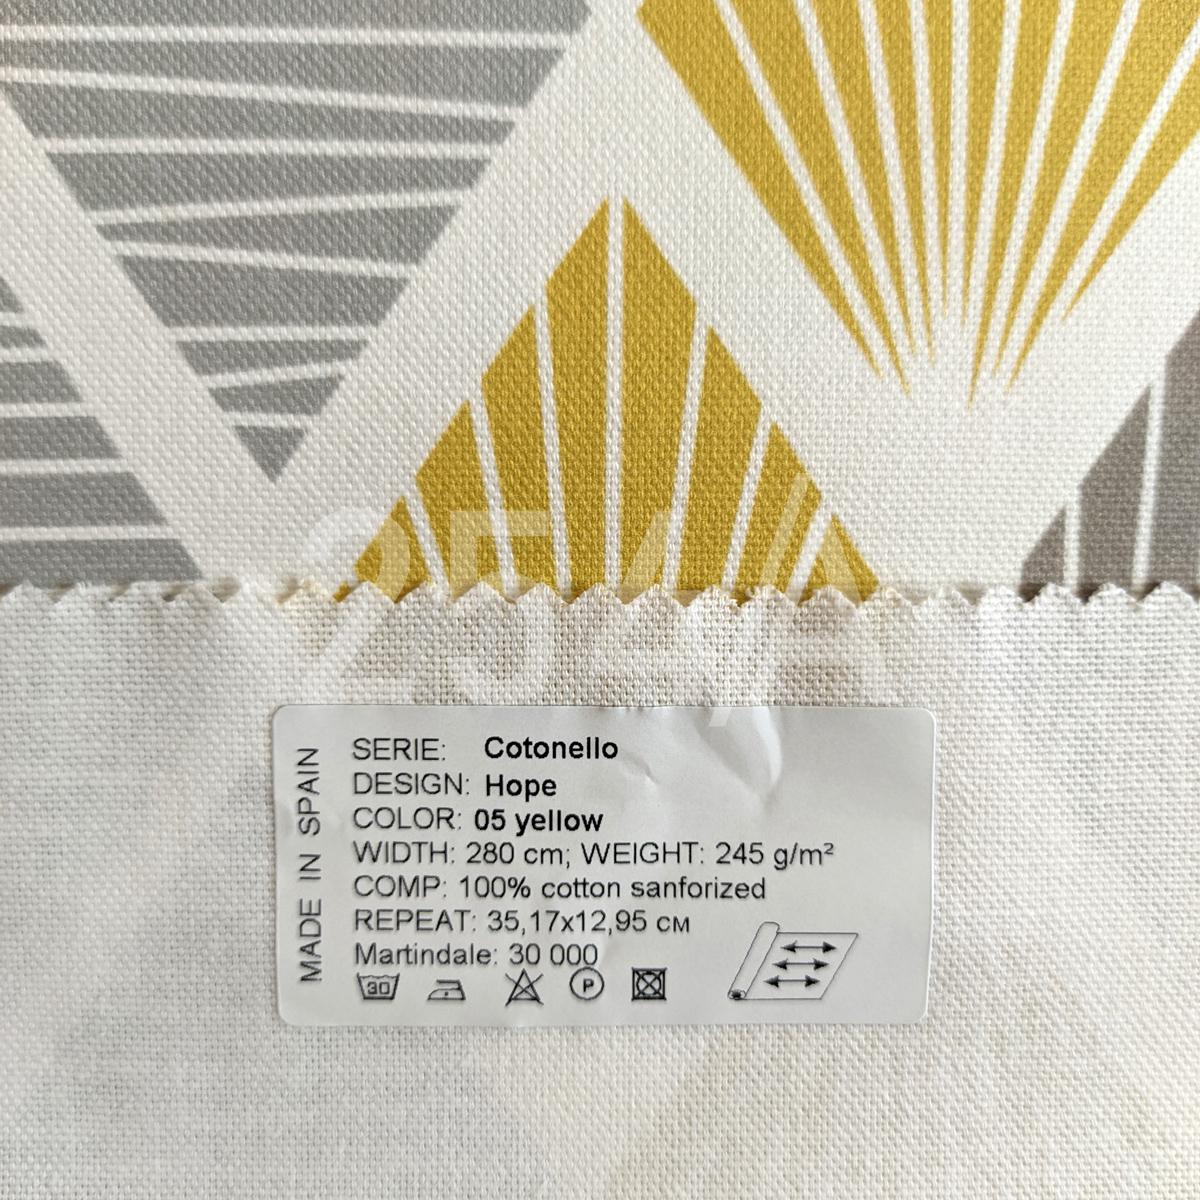 254A
MADE IN SPAIN
SERIE: Cotonello
DESIGN: Hope
COLOR: 05 yellow
WIDTH: 280 cm; WEIGHT: 245 g/m²
COMP: 100% cotton sanforized
REPEAT: 35,17x12,95 см
Martindale: 30 000
30 P